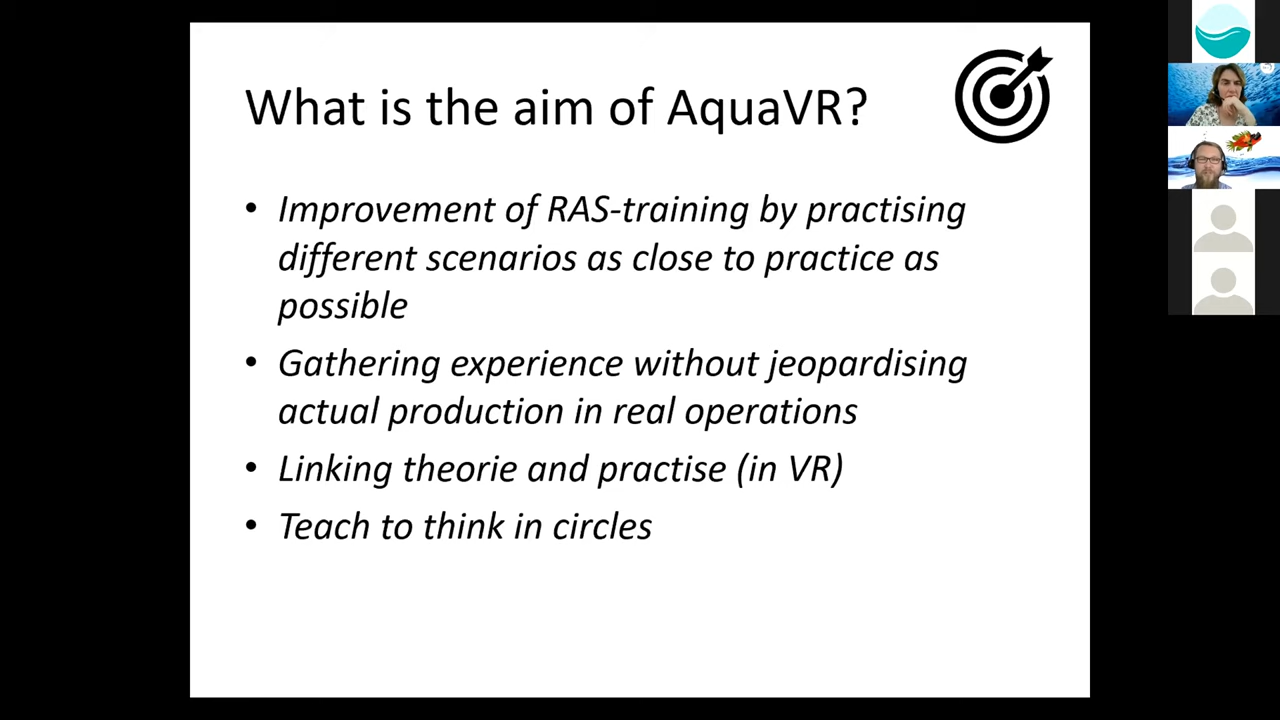 What is the aim of AquaVR?
• Improvement of RAS-training by practising
different scenarios as close to practice as
possible
• Gathering experience without jeopardising
actual production in real operations
• Linking theorie and practise (in VR)
• Teach to think in circles